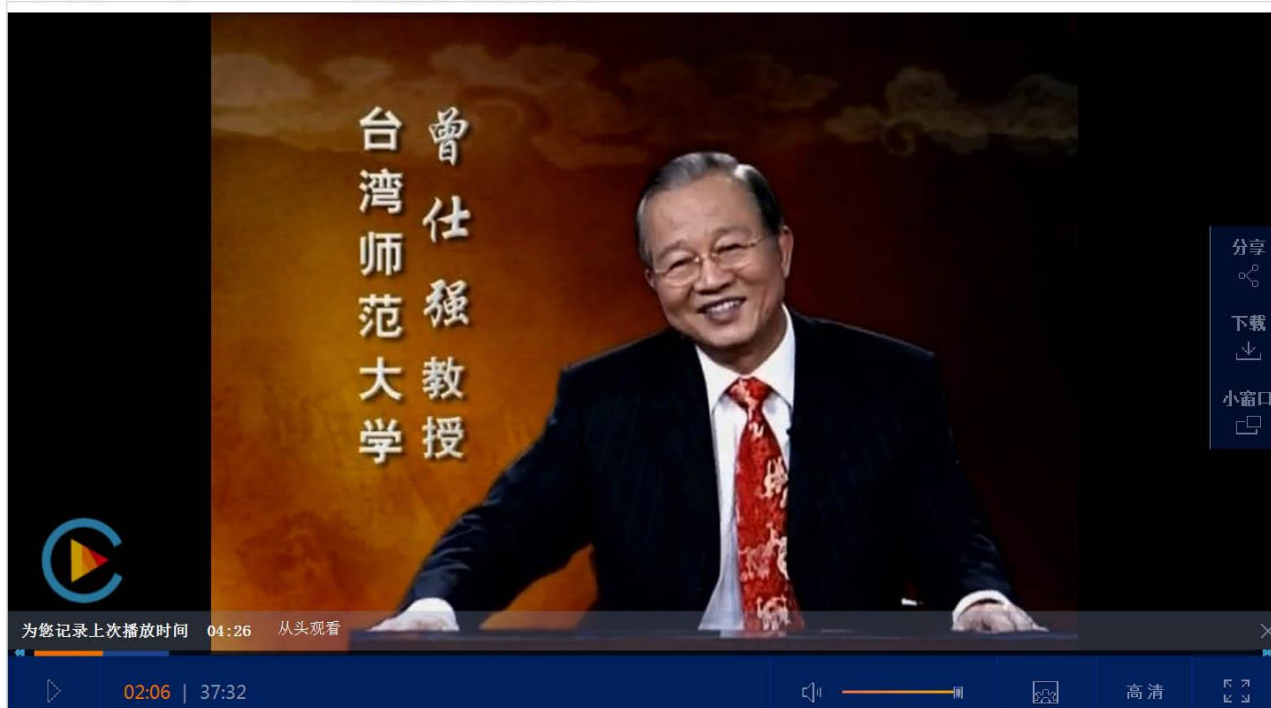 曾仕强教授
台湾师范大学
分享
下载
小窗口
为您记录上次播放时间 04:26 从头观看
02:06 | 37:32
高清